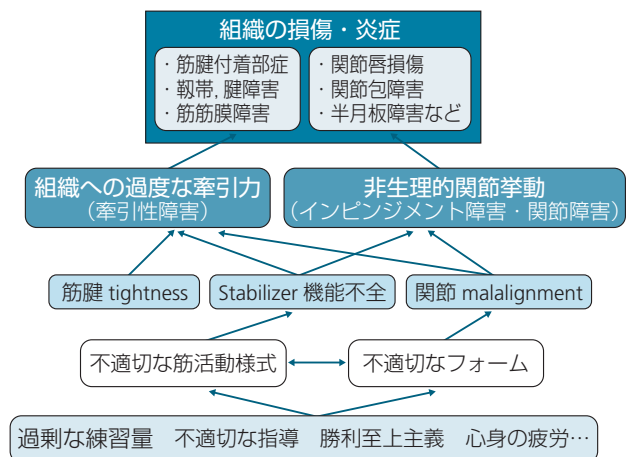 組織の損傷・炎症
・筋腱付着部症
・靱帯, 腱障害
・筋筋膜障害
・関節唇損傷
・関節包障害
・半月板障害など
組織への過度な牽引力
（牽引性障害）
非生理的関節挙動
（インピンジメント障害・関節障害）
筋腱 tightness
Stabilizer 機能不全
関節 malalignment
不適切な筋活動様式
不適切なフォーム
過剰な練習量　不適切な指導　勝利至上主義　心身の疲労…